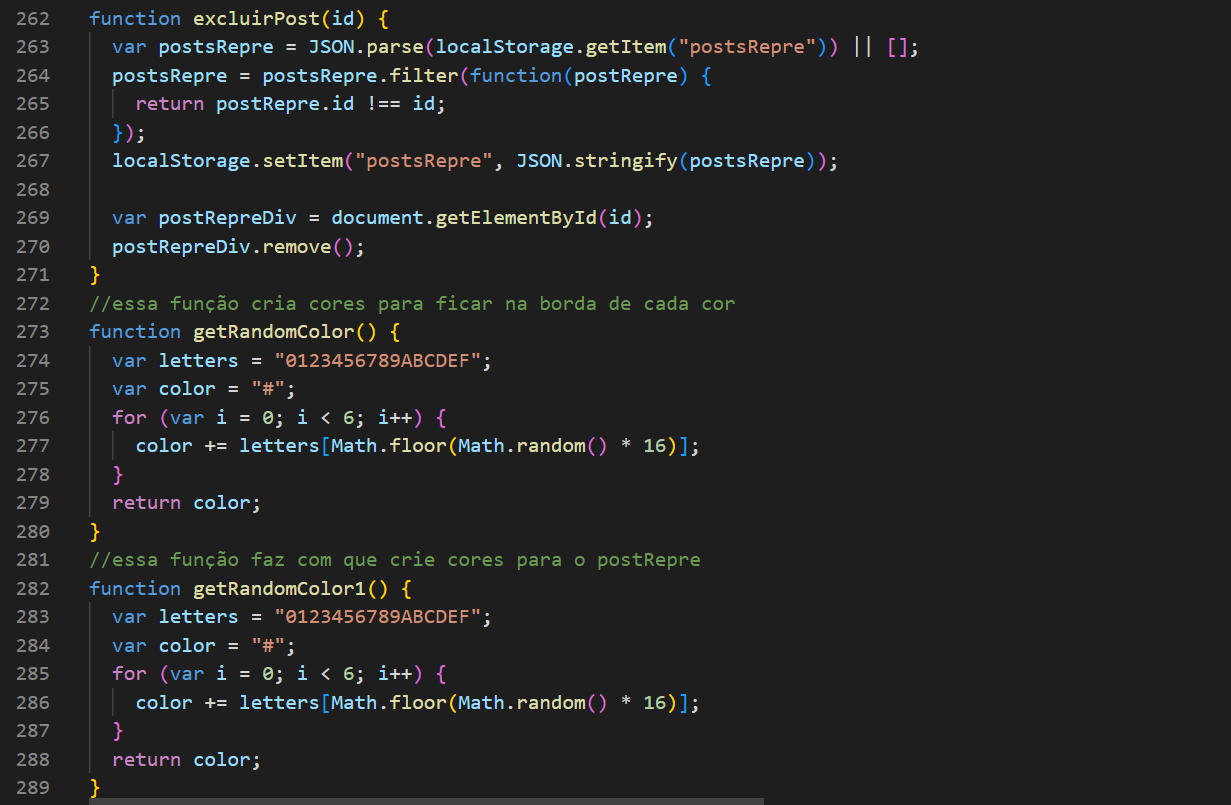 262 function excluirPost(id) {
263 var postsRepre = JSON.parse(localStorage.getItem("postsRepre")) || [];
264 postsRepre = postsRepre.filter(function(postRepre) {
265 return postRepre.id !== id;
266 });
267 localStorage.setItem("postsRepre", JSON.stringify(postsRepre));
268
269 var postRepreDiv = document.getElementById(id);
270 postRepreDiv.remove();
271 }
272 //essa função cria cores para ficar na borda de cada cor
273 function getRandomColor() {
274 var letters = "0123456789ABCDEF";
275 var color = "#";
276 for (var i = 0; i < 6; i++) {
277 color += letters[Math.floor(Math.random() * 16)];
278 }
279 return color;
280 }
281 //essa função faz com que crie cores para o postRepre
282 function getRandomColor1() {
283 var letters = "0123456789ABCDEF";
284 var color = "#";
285 for (var i = 0; i < 6; i++) {
286 color += letters[Math.floor(Math.random() * 16)];
287 }
288 return color;
289 }